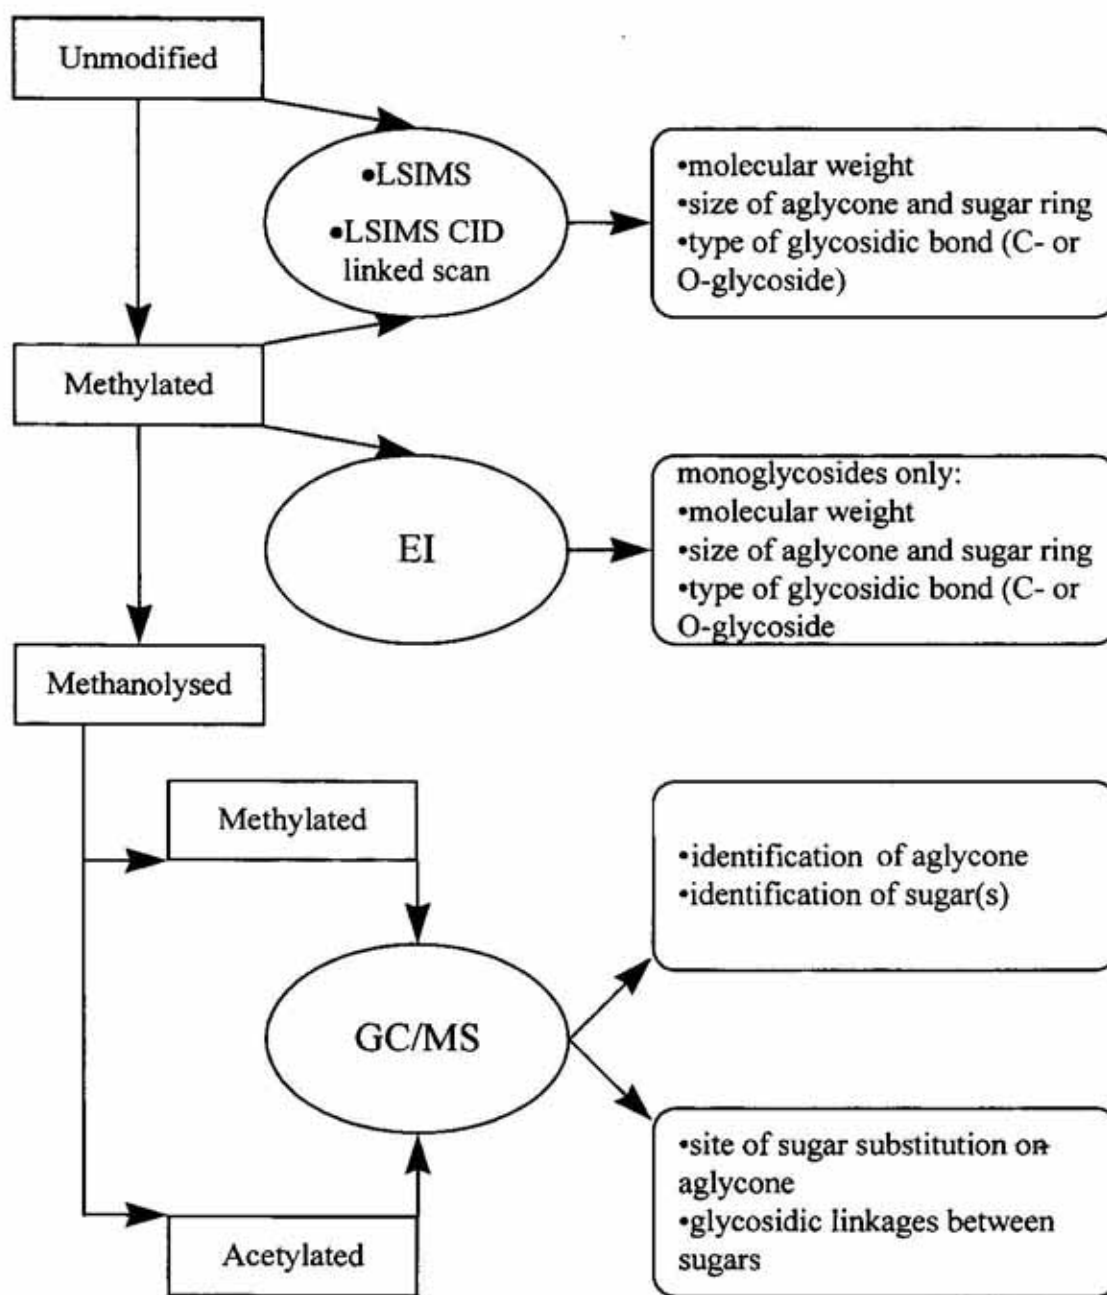 Unmodified
•LSIMS
•LSIMS CID
linked scan
•molecular weight
•size of aglycone and sugar ring
•type of glycosidic bond (C- or
O-glycoside)
Methylated
EI
monoglycosides only:
•molecular weight
•size of aglycone and sugar ring
•type of glycosidic bond (C- or
O-glycoside
Methanolysed
Methylated
•identification of aglycone
•identification of sugar(s)
GC/MS
•site of sugar substitution on
aglycone
•glycosidic linkages between
sugars
Acetylated